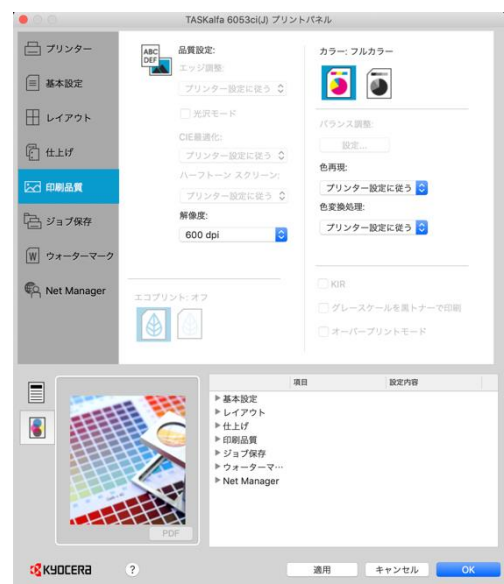 TASKalfa 6053ci(J) プリントパネル
プリンター
基本設定
レイアウト
仕上げ
印刷品質
ジョブ保存
ウォーターマーク
Net Manager
ABC
DEF
品質設定:
エッジ調整:
プリンター設定に従う
光沢モード
CIE最適化:
プリンター設定に従う
ハーフトーン スクリーン:
プリンター設定に従う
解像度:
600 dpi
エコプリント: オフ
カラー: フルカラー
バランス調整:
設定...
色再現:
プリンター設定に従う
色変換処理:
プリンター設定に従う
KIR
グレースケールを黒トナーで印刷
オーバープリントモード
PDF
項目 設定内容
基本設定
レイアウト
仕上げ
印刷品質
ジョブ保存
ウォーターマ…
Net Manager
KYOCERA
?
適用 キャンセル OK